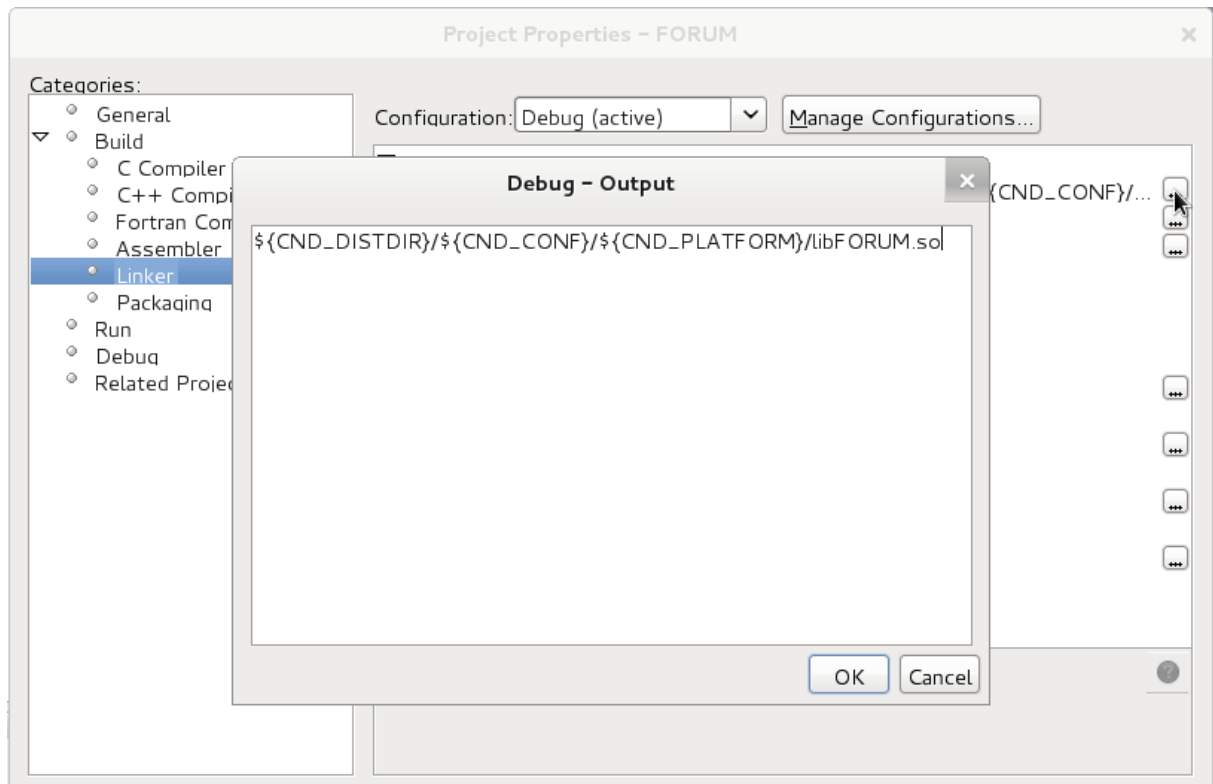 Project Properties – FORUM
Categories:
General
Build
C Compiler
C++ Compi
Fortran Com
Assembler
Linker
Packaging
Run
Debug
Related Projec
Configuration: Debug (active) Manage Configurations...
{CND_CONF}/...
Debug – Output
${CND_DISTDIR}/${CND_CONF}/${CND_PLATFORM}/libFORUM.so
OK Cancel